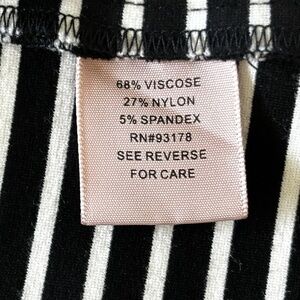 68% VISCOSE
27% NYLON
5% SPANDEX
RN#93178
SEE REVERSE
FOR CARE